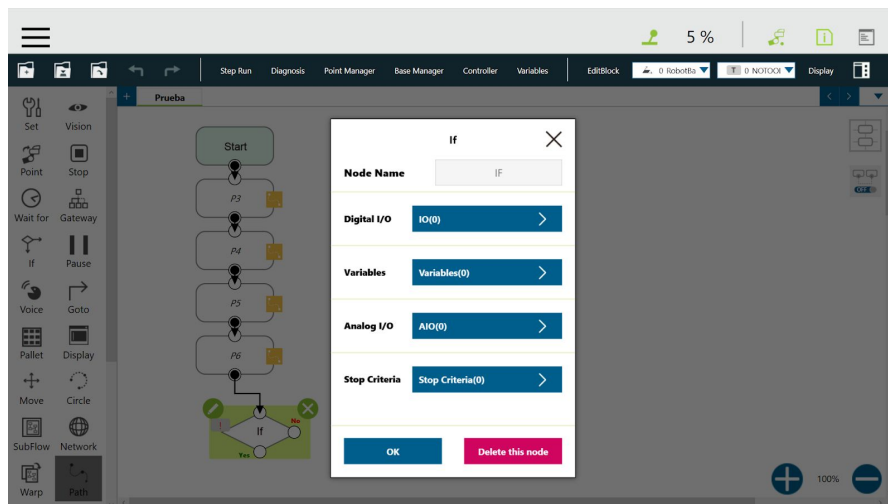 5 %
Step Run Diagnosis Point Manager Base Manager Controller Variables EditBlock 0 RobotBa T 0 NOTOOL Display
+ Prueba
Set Vision
Point Stop
Wait for Gateway
If Pause
Voice Goto
Pallet Display
Move Circle
SubFlow Network
Warp Path
Start
P3
P4
P5
P6
If
No
Yes
If
Node Name IF
Digital I/O IO(0)
Variables Variables(0)
Analog I/O AIO(0)
Stop Criteria Stop Criteria(0)
OK Delete this node
OFF
100%